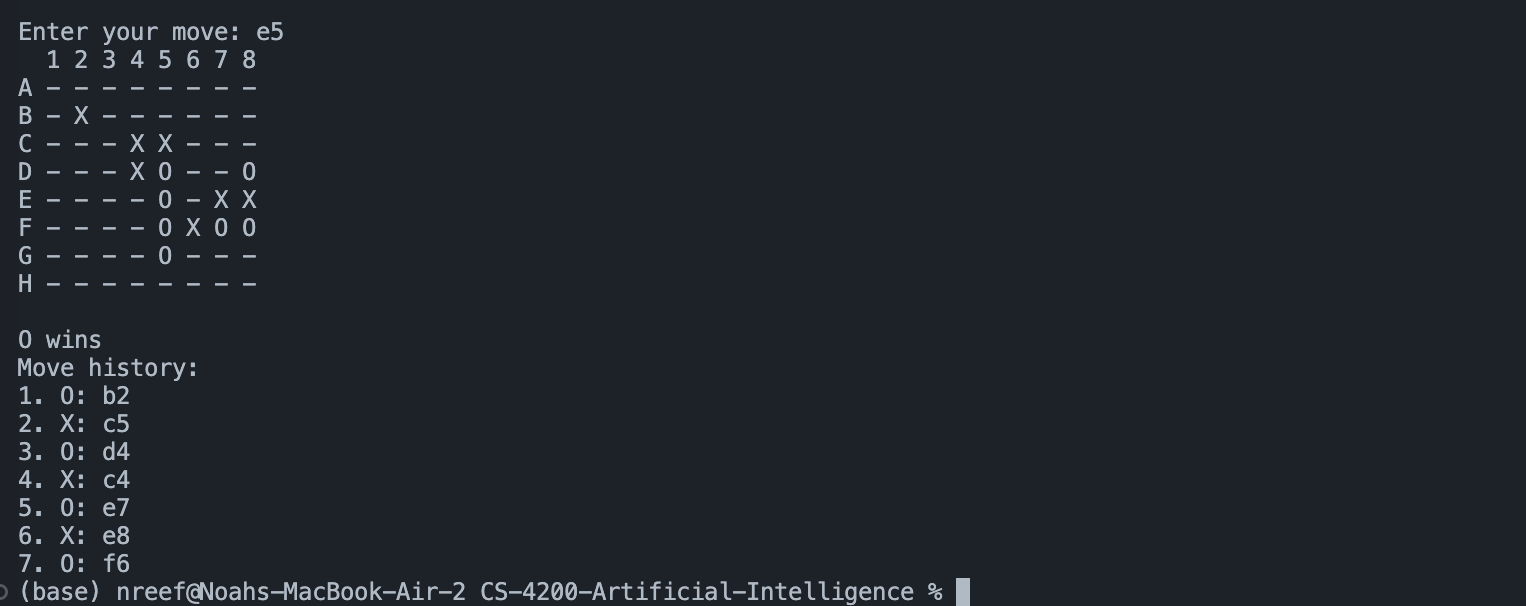 Enter your move: e5
  1 2 3 4 5 6 7 8
A - - - - - - - -
B - X - - - - - -
C - - - X X - - -
D - - - X O - - O
E - - - - O - X X
F - - - - O X O O
G - - - - O - - -
H - - - - - - - -
O wins
Move history:
1. O: b2
2. X: c5
3. O: d4
4. X: c4
5. O: e7
6. X: e8
7. O: f6
(base) nreef@Noahs-MacBook-Air-2 CS-4200-Artificial-Intelligence %